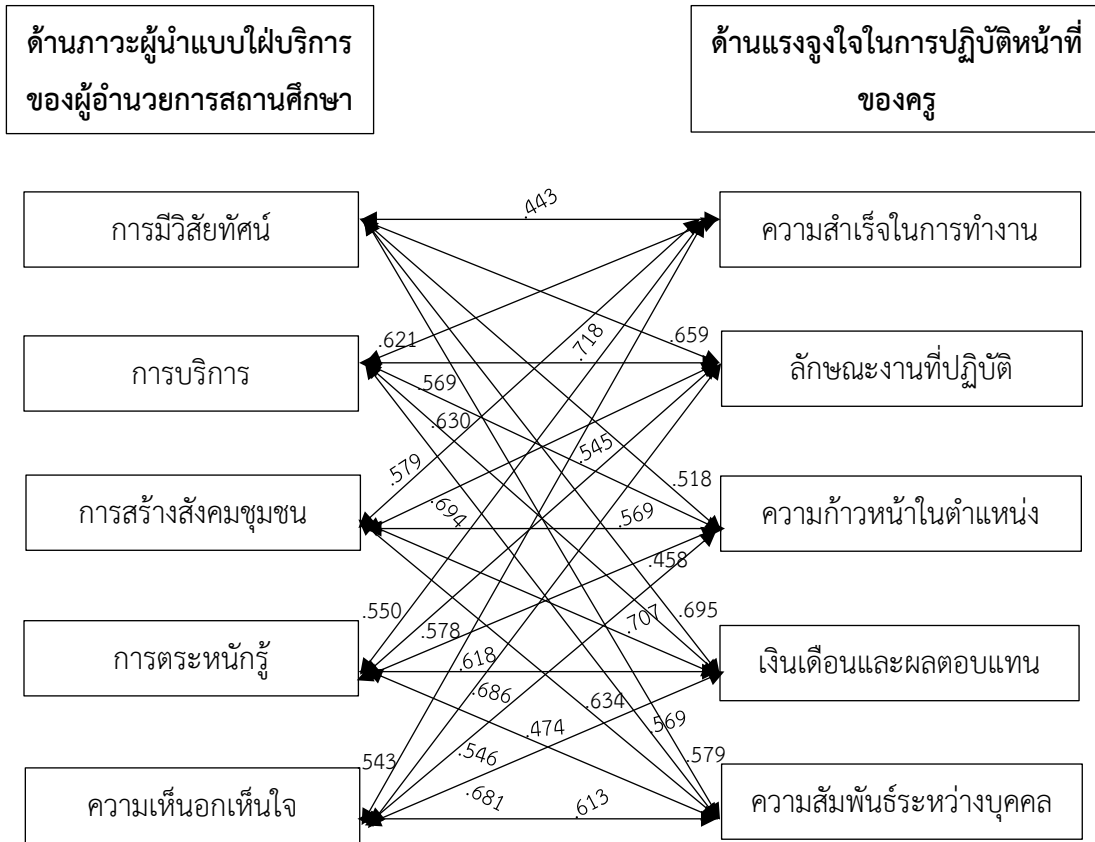 ด้านภาวะผู้นำแบบใฝ่บริการ
ของผู้อำนวยการสถานศึกษา
ด้านแรงจูงใจในการปฏิบัติหน้าที่
ของครู
การมีวิสัยทัศน์
.443
ความสำเร็จในการทำงาน
.621
.718
.659
การบริการ
.569
ลักษณะงานที่ปฏิบัติ
.630
.545
.579
.518
การสร้างสังคมชุมชน
.694
.569
ความก้าวหน้าในตำแหน่ง
.458
.550
.578
.707
.695
การตระหนักรู้
.618
เงินเดือนและผลตอบแทน
.686
.634
.474
.569
.543
.546
.579
ความเห็นอกเห็นใจ
.681
.613
ความสัมพันธ์ระหว่างบุคคล